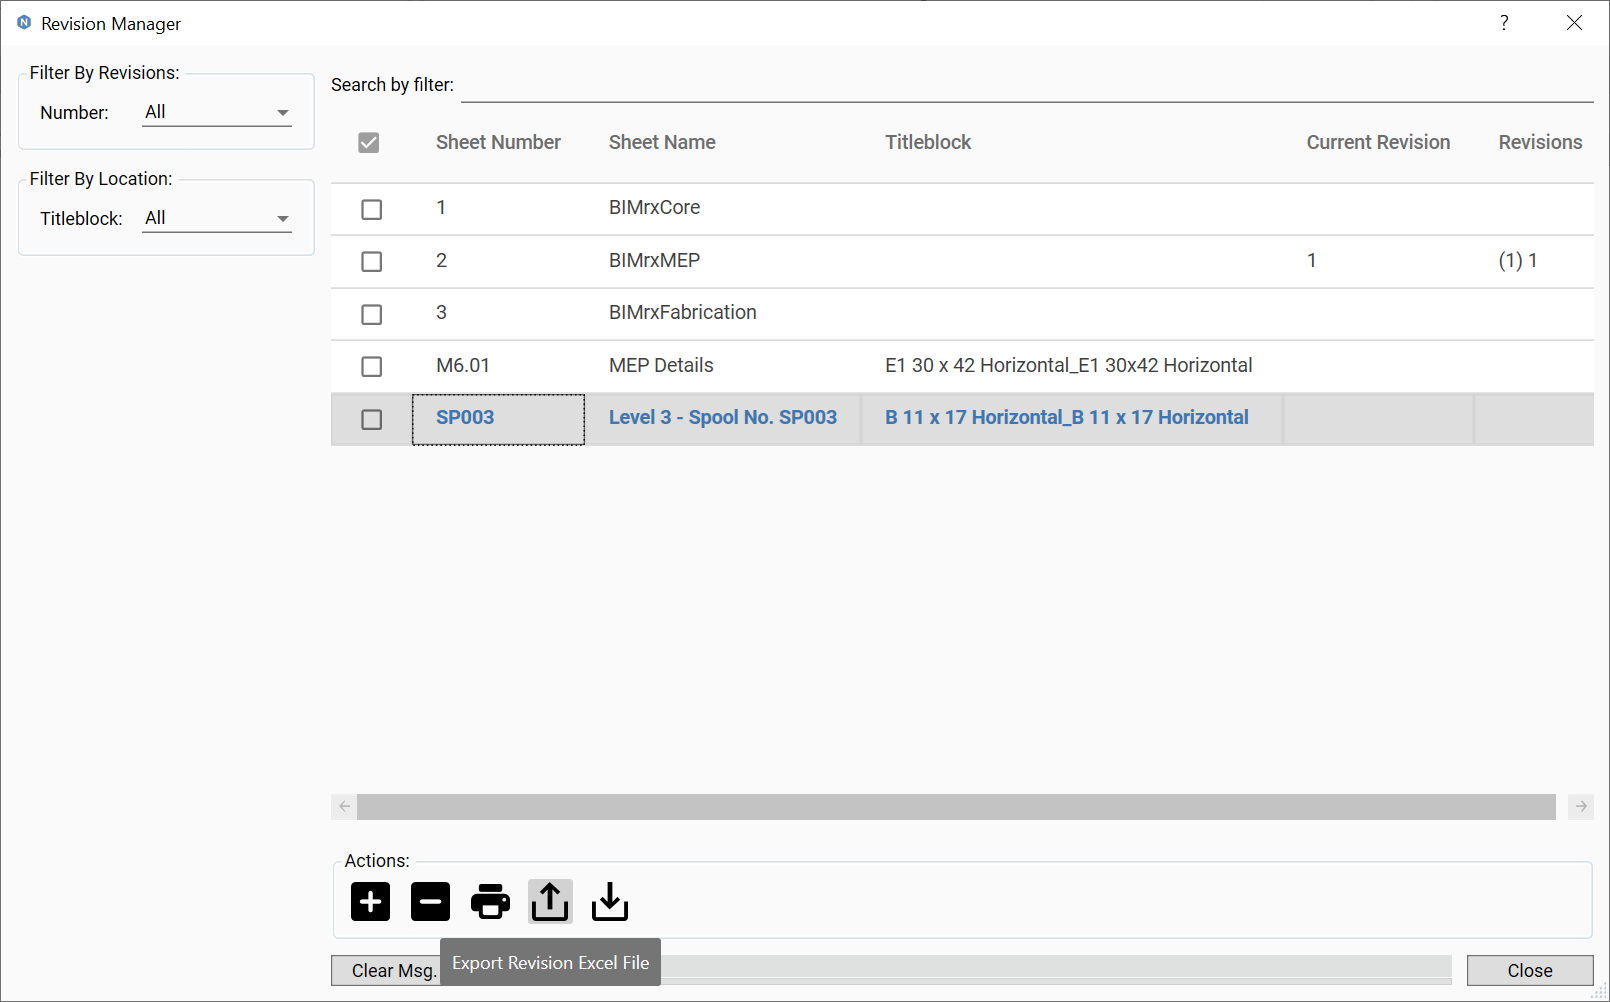 Revision Manager
?
Filter By Revisions:
Number: All
Filter By Location:
Titleblock: All
Search by filter:
Sheet Number Sheet Name Titleblock Current Revision Revisions
1 BIMrxCore
2 BIMrxMEP 1 (1) 1
3 BIMrxFabrication
M6.01 MEP Details E1 30 x 42 Horizontal_E1 30x42 Horizontal
SP003 Level 3 - Spool No. SP003 B 11 x 17 Horizontal_B 11 x 17 Horizontal
Actions:
Export Revision Excel File
Clear Msg.
Close